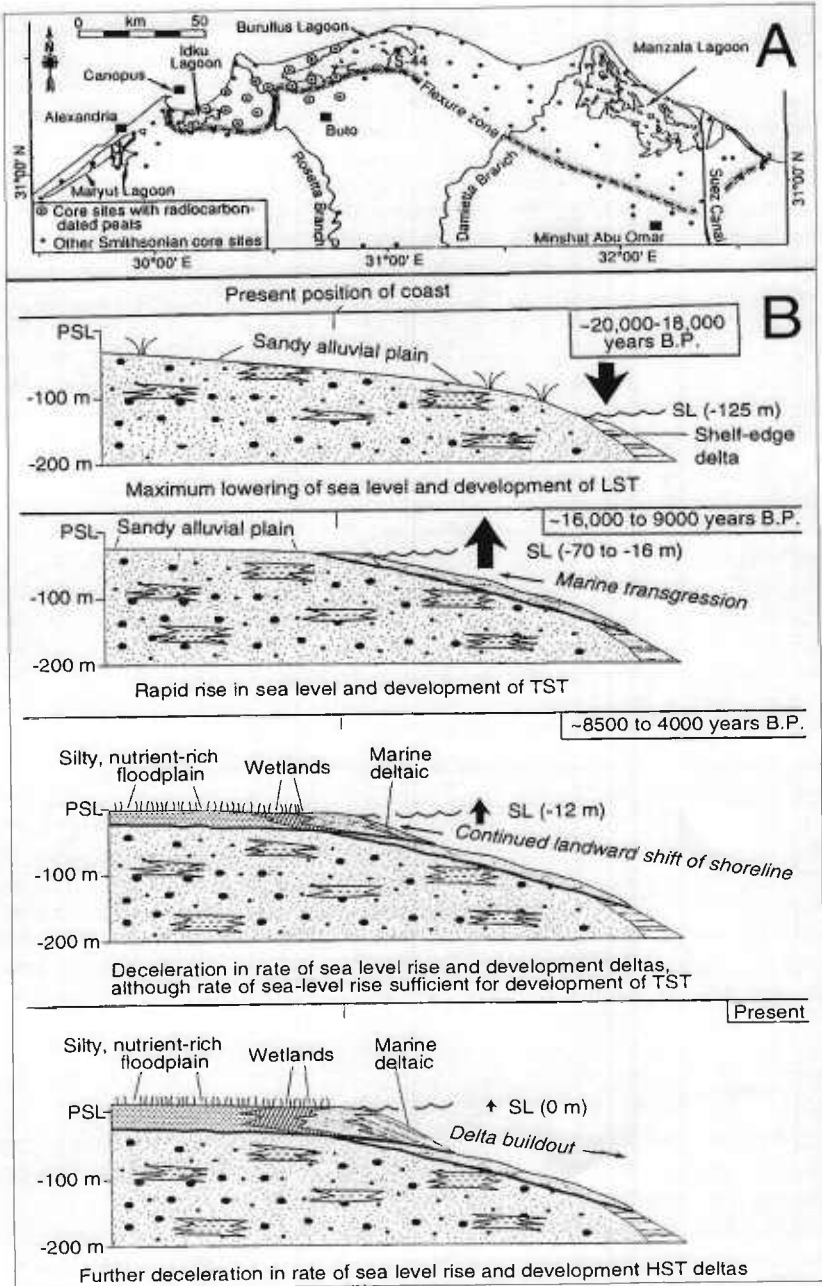 0 km 50
Burullus Lagoon
A
N
Idku
Lagoon
S-44
Manzala Lagoon
Canopus
Alexandria
Flexure zone
Buto
31°00' N
Maryut Lagoon
Rosetta Branch
Damietta Branch
Suez Canal
31°00' N
Core sites with radiocarbon-
dated peats
Other Smithsonian core sites
Minshat Abu Omar
30°00' E
31°00' E
32°00' E
Present position of coast
B
~20,000-18,000
years B.P.
PSL
Sandy alluvial plain
-100 m
SL (-125 m)
Shelf-edge
delta
-200 m
Maximum lowering of sea level and development of LST
~16,000 to 9000 years B.P.
PSL
Sandy alluvial plain
SL (-70 to -16 m)
Marine transgression
-100 m
-200 m
Rapid rise in sea level and development of TST
~8500 to 4000 years B.P.
Silty, nutrient-rich
floodplain
Wetlands
Marine
deltaic
PSL
SL (-12 m)
Continued landward shift of shoreline
-100 m
-200 m
Deceleration in rate of sea level rise and development deltas,
although rate of sea-level rise sufficient for development of TST
Present
Silty, nutrient-rich
floodplain
Wetlands
Marine
deltaic
PSL
SL (0 m)
Delta buildout
-100 m
-200 m
Further deceleration in rate of sea level rise and development HST deltas